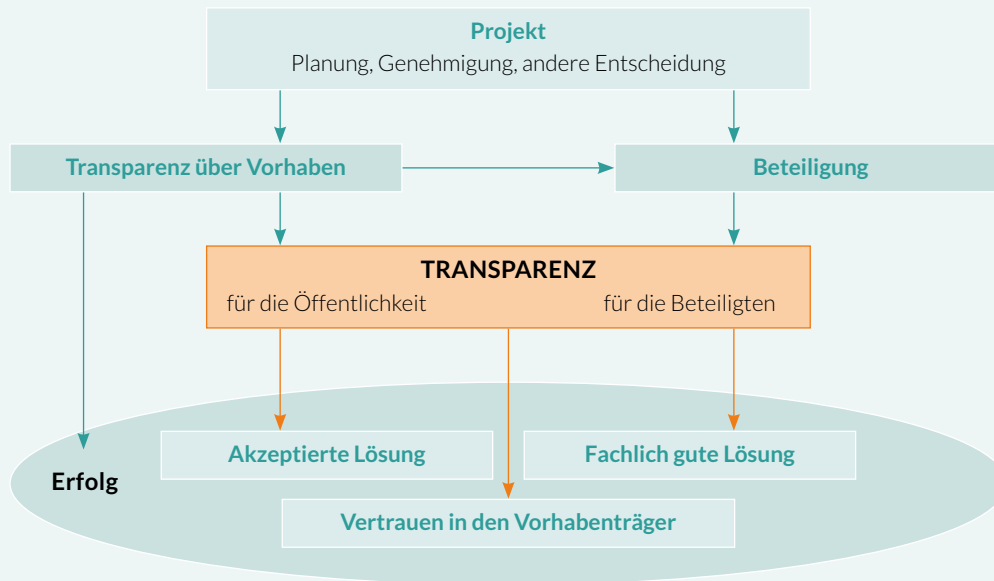 Projekt
Planung, Genehmigung, andere Entscheidung
Transparenz über Vorhaben
Beteiligung
TRANSPARENZ
für die Öffentlichkeit
für die Beteiligten
Akzeptierte Lösung
Fachlich gute Lösung
Erfolg
Vertrauen in den Vorhabenträger